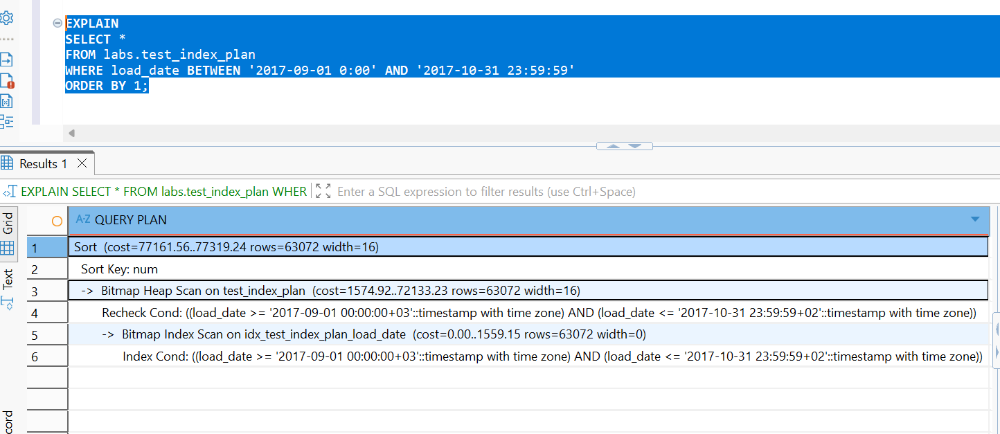 EXPLAIN
SELECT *
FROM labs.test_index_plan
WHERE load_date BETWEEN '2017-09-01 0:00' AND '2017-10-31 23:59:59'
ORDER BY 1;
Results 1
EXPLAIN SELECT * FROM labs.test_index_plan WHER
Enter a SQL expression to filter results (use Ctrl+Space)
Grid
A-Z QUERY PLAN
1 Sort (cost=77161.56..77319.24 rows=63072 width=16)
2 Sort Key: num
Text
3 -> Bitmap Heap Scan on test_index_plan (cost=1574.92..72133.23 rows=63072 width=16)
4 Recheck Cond: ((load_date >= '2017-09-01 00:00:00+03'::timestamp with time zone) AND (load_date <= '2017-10-31 23:59:59+02'::timestamp with time zone))
5 -> Bitmap Index Scan on idx_test_index_plan_load_date (cost=0.00..1559.15 rows=63072 width=0)
6 Index Cond: ((load_date >= '2017-09-01 00:00:00+03'::timestamp with time zone) AND (load_date <= '2017-10-31 23:59:59+02'::timestamp with time zone))
cord